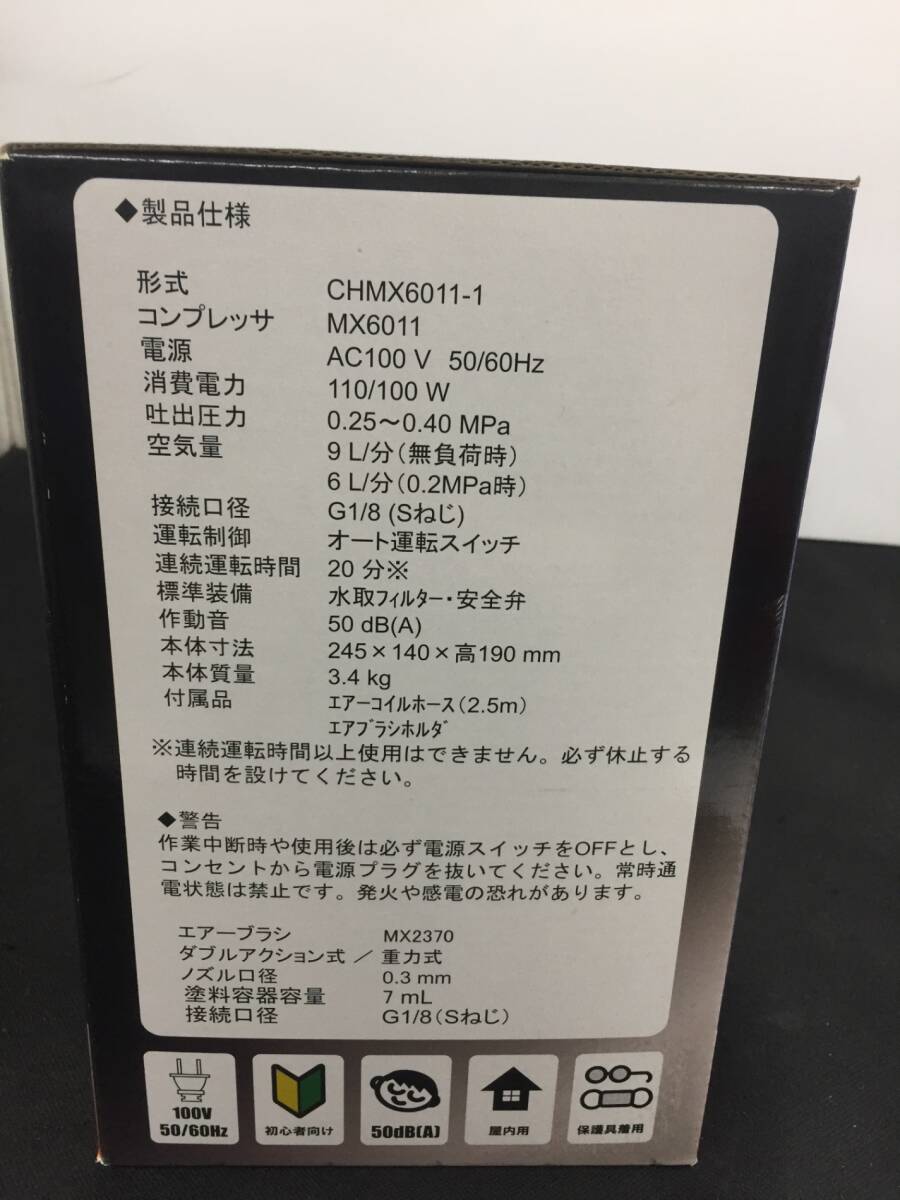 ◆製品仕様
形式 CHMX6011-1
コンプレッサ MX6011
電源 AC100 V 50/60Hz
消費電力 110/100 W
吐出圧力 0.25～0.40 MPa
空気量 9 L/分(無負荷時)
6 L/分(0.2MPa時)
接続口径 G1/8 (Sねじ)
運転制御 オート運転スイッチ
連続運転時間 20 分※
標準装備 水取フィルター・安全弁
作動音 50 dB(A)
本体寸法 245×140×高190 mm
本体質量 3.4 kg
付属品 エアーコイルホース(2.5m)
エアブラシホルダ
※連続運転時間以上使用はできません。必ず休止する
時間を設けてください。
◆警告
作業中断時や使用後は必ず電源スイッチをOFFとし、
コンセントから電源プラグを抜いてください。常時通
電状態は禁止です。発火や感電の恐れがあります。
エアーブラシ MX2370
ダブルアクション式 / 重力式
ノズル口径 0.3 mm
塗料容器容量 7 mL
接続口径 G1/8(Sねじ)
100V
50/60Hz
初心者向け
50dB(A)
屋内用
保護具着用